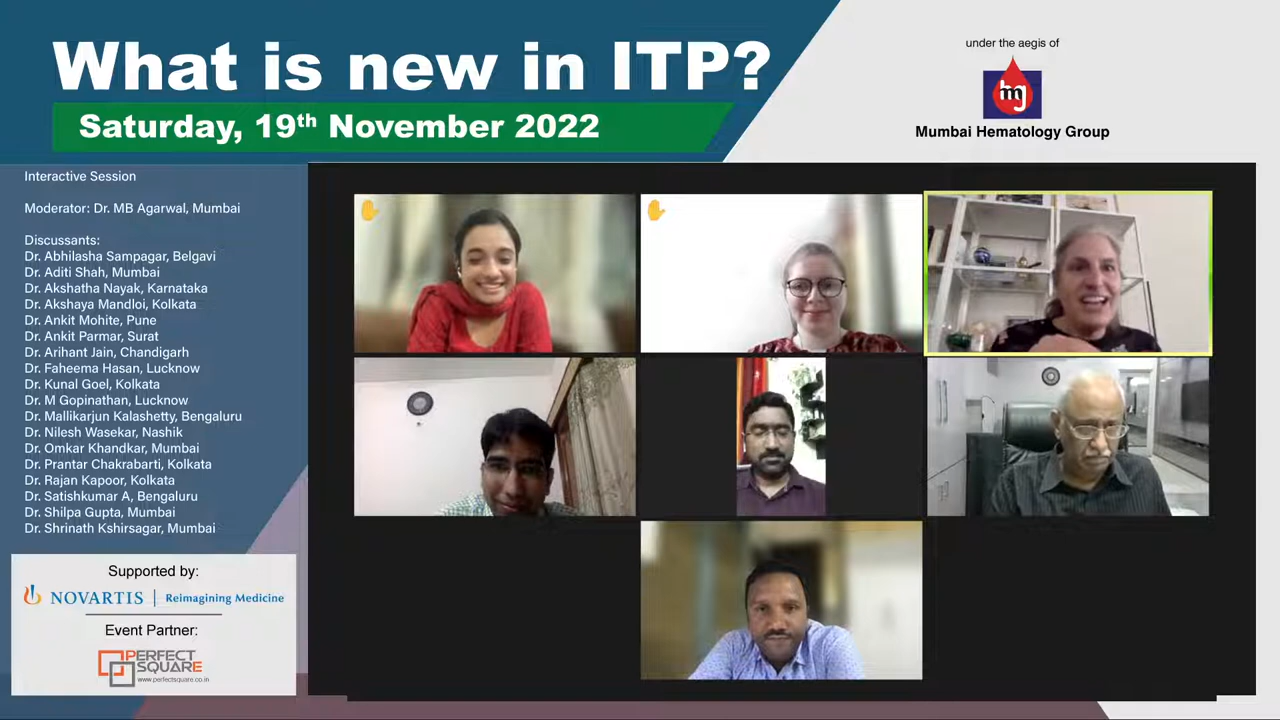 What is new in ITP?
Saturday, 19th November 2022
under the aegis of
mj
Mumbai Hematology Group
Interactive Session
Moderator: Dr. MB Agarwal, Mumbai
Discussants:
Dr. Abhilasha Sampagar, Belgavi
Dr. Aditi Shah, Mumbai
Dr. Akshatha Nayak, Karnataka
Dr. Akshaya Mandloi, Kolkata
Dr. Ankit Mohite, Pune
Dr. Ankit Parmar, Surat
Dr. Arihant Jain, Chandigarh
Dr. Faheema Hasan, Lucknow
Dr. Kunal Goel, Kolkata
Dr. M Gopinathan, Lucknow
Dr. Mallikarjun Kalashetty, Bengaluru
Dr. Nilesh Wasekar, Nashik
Dr. Omkar Khandkar, Mumbai
Dr. Prantar Chakrabarti, Kolkata
Dr. Rajan Kapoor, Kolkata
Dr. Satishkumar A, Bengaluru
Dr. Shilpa Gupta, Mumbai
Dr. Shrinath Kshirsagar, Mumbai
Supported by:
NOVARTIS | Reimagining Medicine
Event Partner:
PERFECT
SQUARE
www.perfectsquare.co.in